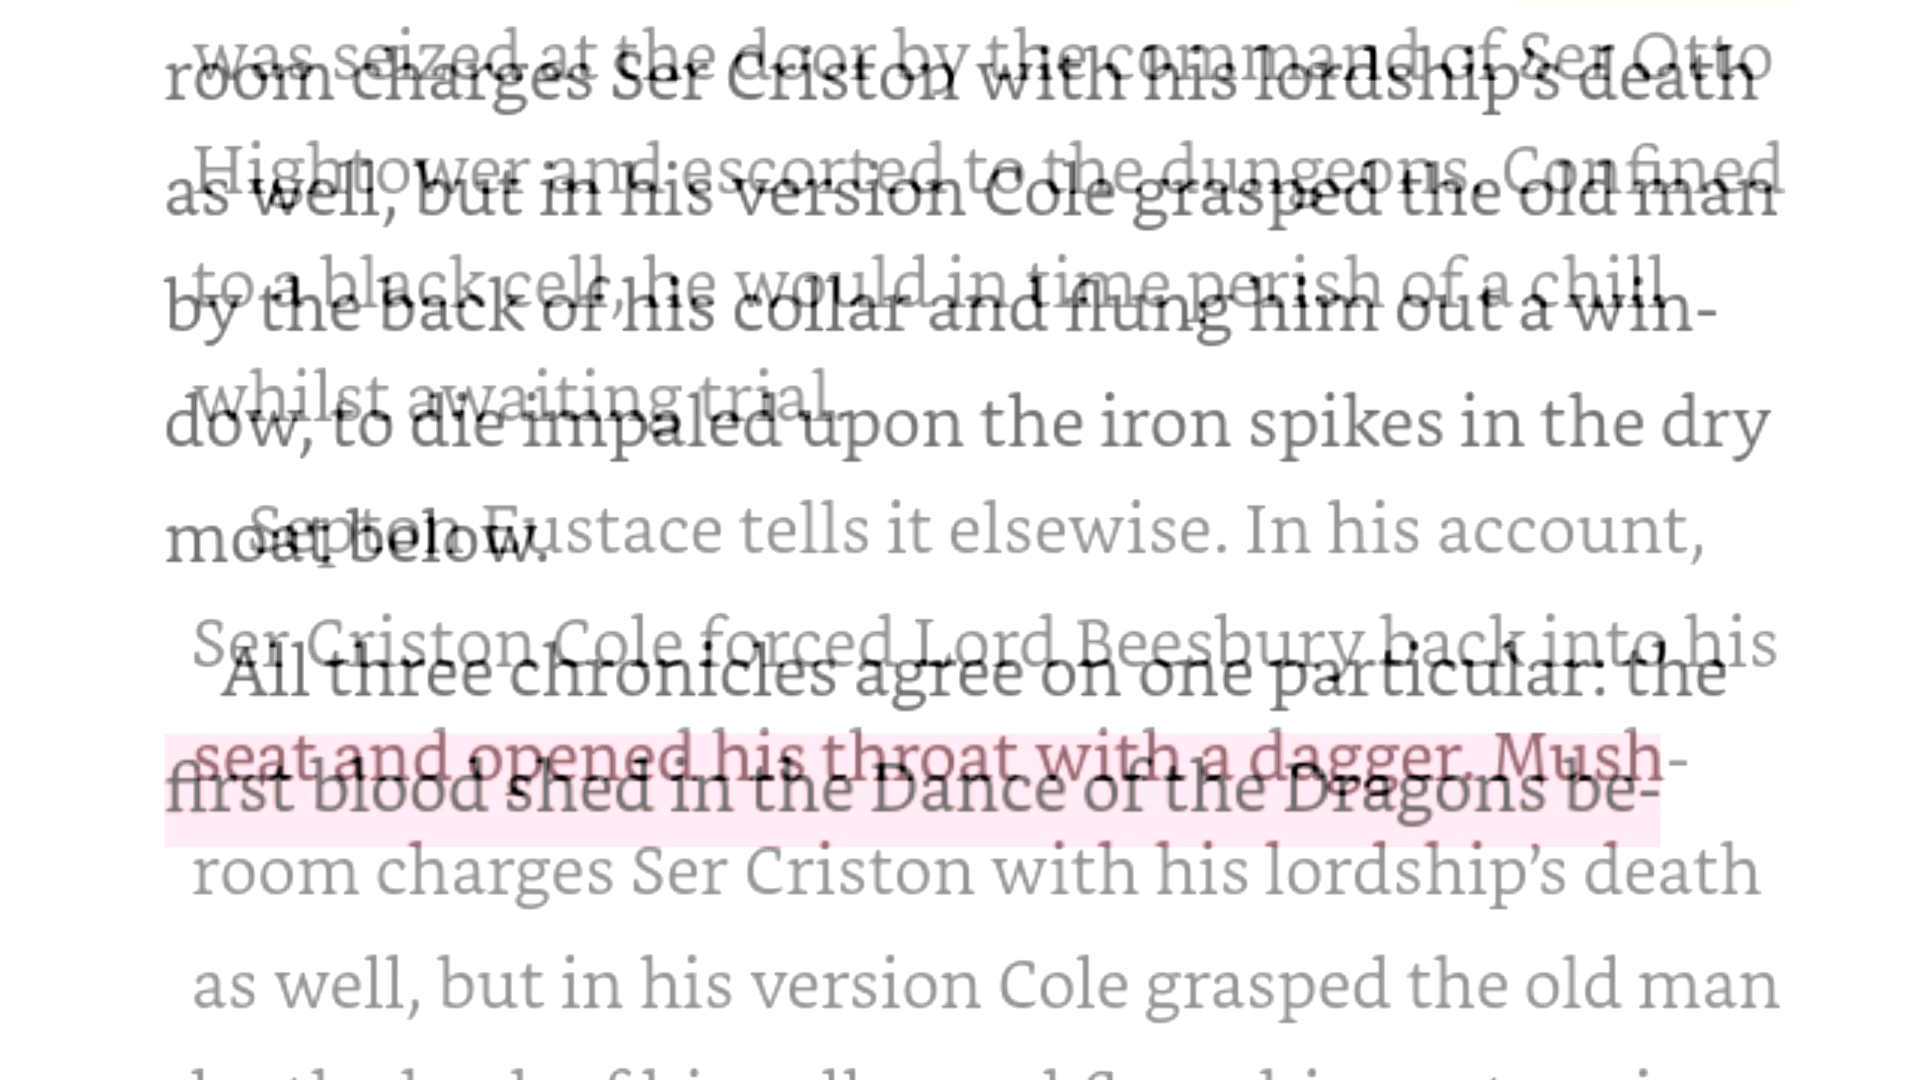 was seized at the door by the command of Ser Otto
room charges Ser Criston with his lordship's death
Hightower and escorted to the dungeons. Confined
as well, but in his version Cole grasped the old man
to a black cell, he would in time perish of a chill
by the back of his collar and flung him out a win-
whilst awaiting trial.
dow, to die impaled upon the iron spikes in the dry
Septon Eustace tells it elsewhere. In his account,
moat below.
Ser Criston Cole forced Lord Beesbury back into his
All three chronicles agree on one particular: the
seat and opened his throat with a dagger. Mush-
first blood shed in the Dance of the Dragons be-
room charges Ser Criston with his lordship's death
as well, but in his version Cole grasped the old man